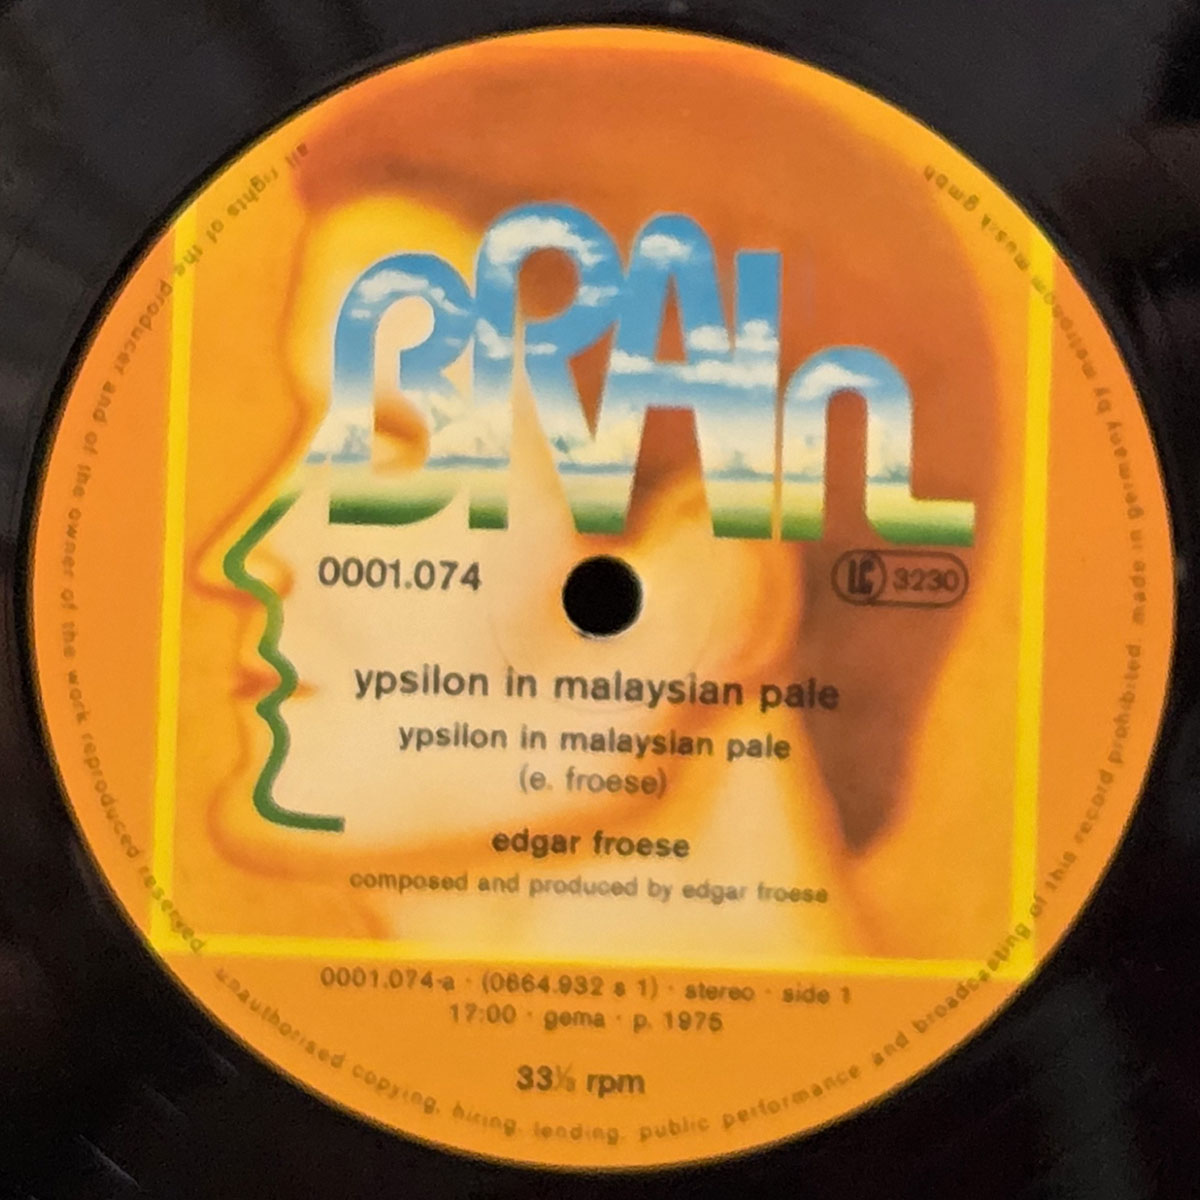 BRAIn
0001.074
LC 3230
ypsilon in malaysian pale
ypsilon in malaysian pale
(e. froese)
edgar froese
composed and produced by edgar froese
0001.074-a · (0664.932 s 1) · stereo · side 1
17:00 · gema · p. 1975
33⅓ rpm
all rights of the producer and of the owner of the work reproduced reserved. unauthorised copying, hiring, lending, public performance and broadcasting of this record prohibited. made in germany by metronom musik gmbh